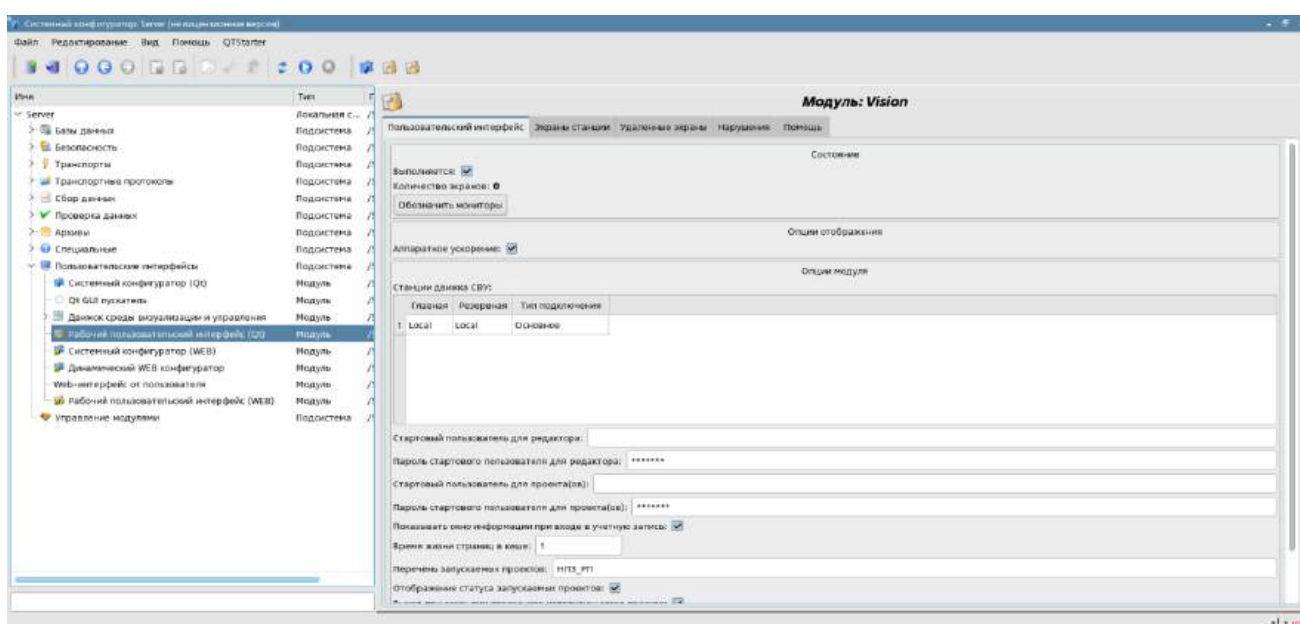 Системный конфигуратор: Server (не лицензионная версия)
Файл Редактирование Вид Помощь QTStarter
Имя Тип
Server Локальная с...
Базы данных Подсистема
Безопасность Подсистема
Транспорты Подсистема
Транспортные протоколы Подсистема
Сбор данных Подсистема
Проверка данных Подсистема
Архивы Подсистема
Специальные Подсистема
Пользовательские интерфейсы Подсистема
Системный конфигуратор (Qt) Модуль
Qt GUI пускатель Модуль
Движок среды визуализации и управления Модуль
Рабочий пользовательский интерфейс (Qt) Модуль
Системный конфигуратор (WEB) Модуль
Динамический WEB конфигуратор Модуль
Web-интерфейс от пользователя Модуль
Рабочий пользовательский интерфейс (WEB) Модуль
Управление модулями Подсистема
Модуль: Vision
Пользовательский интерфейс Экраны станции Удаленные экраны Нарушения Помощь
Состояние
Выполняется:
Количество экранов: 0
Обозначить мониторы
Опции отображения
Аппаратное ускорение:
Опции модуля
Станции движка СВУ:
Главная Резервная Тип подключения
1 Local Local Основное
Стартовый пользователь для редактора:
Пароль стартового пользователя для редактора: *******
Стартовый пользователь для проекта(ов):
Пароль стартового пользователя для проекта(ов): *******
Показывать окно информации при входе в учетную запись:
Время жизни страниц в кеше: 1
Перечень запускаемых проектов: НПЗ_РП
Отображение статуса запускаемых проектов: